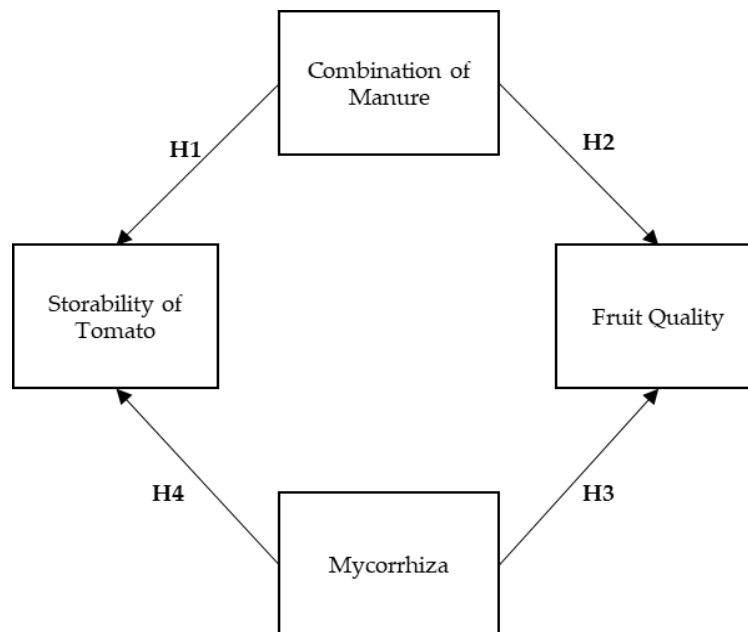 Combination of
Manure
H1
H2
Storability of
Tomato
Fruit Quality
H4
H3
Mycorrhiza